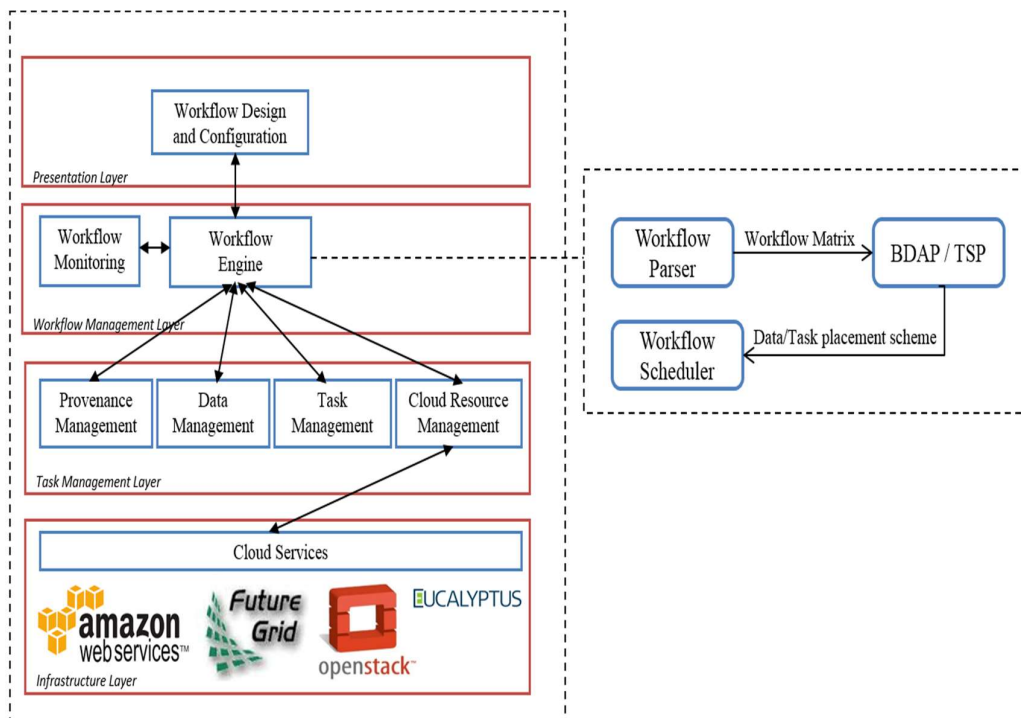 Workflow Design
and Configuration
Presentation Layer
Workflow
Monitoring
Workflow
Engine
Workflow Management Layer
Provenance
Management
Data
Management
Task
Management
Cloud Resource
Management
Task Management Layer
Cloud Services
amazon
webservices™
Future
Grid
openstack™
EUCALYPTUS
Infrastructure Layer
Workflow
Parser
Workflow Matrix
BDAP / TSP
Workflow
Scheduler
Data/Task placement scheme